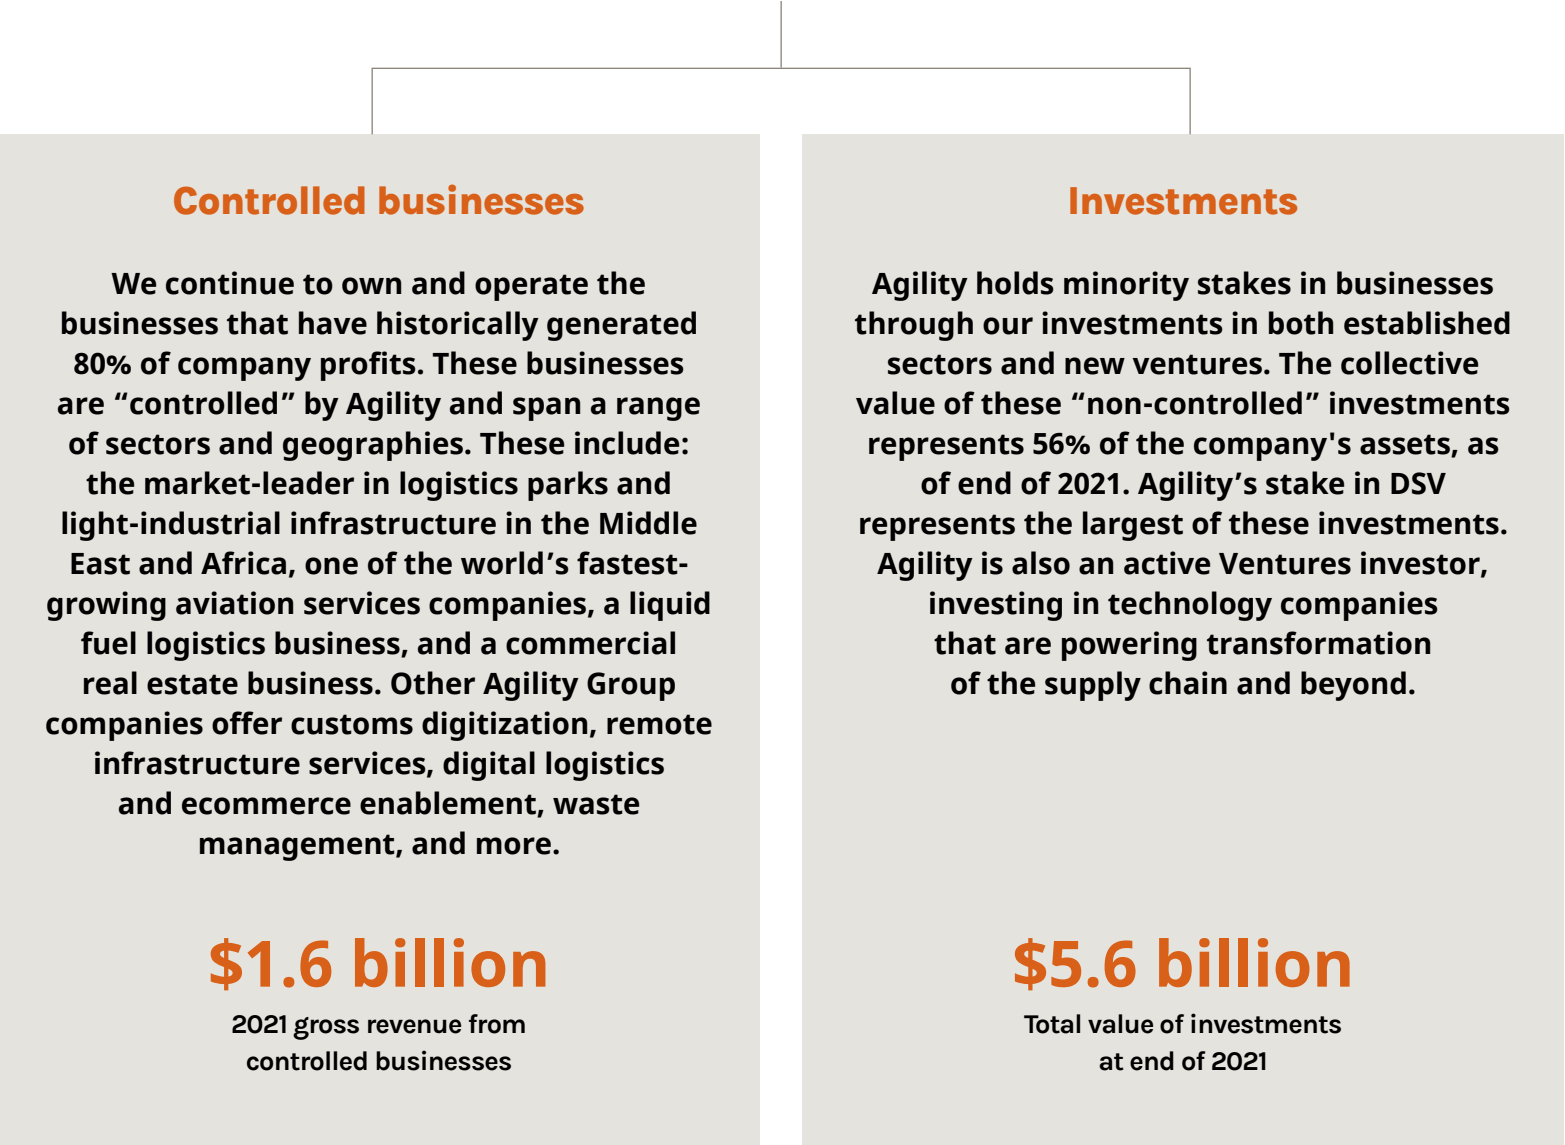 Controlled businesses
We continue to own and operate the
businesses that have historically generated
80% of company profits. These businesses
are “controlled” by Agility and span a range
of sectors and geographies. These include:
the market-leader in logistics parks and
light-industrial infrastructure in the Middle
East and Africa, one of the world’s fastest-
growing aviation services companies, a liquid
fuel logistics business, and a commercial
real estate business. Other Agility Group
companies offer customs digitization, remote
infrastructure services, digital logistics
and ecommerce enablement, waste
management, and more.
$1.6 billion
2021 gross revenue from
controlled businesses
Investments
Agility holds minority stakes in businesses
through our investments in both established
sectors and new ventures. The collective
value of these “non-controlled” investments
represents 56% of the company's assets, as
of end of 2021. Agility’s stake in DSV
represents the largest of these investments.
Agility is also an active Ventures investor,
investing in technology companies
that are powering transformation
of the supply chain and beyond.
$5.6 billion
Total value of investments
at end of 2021